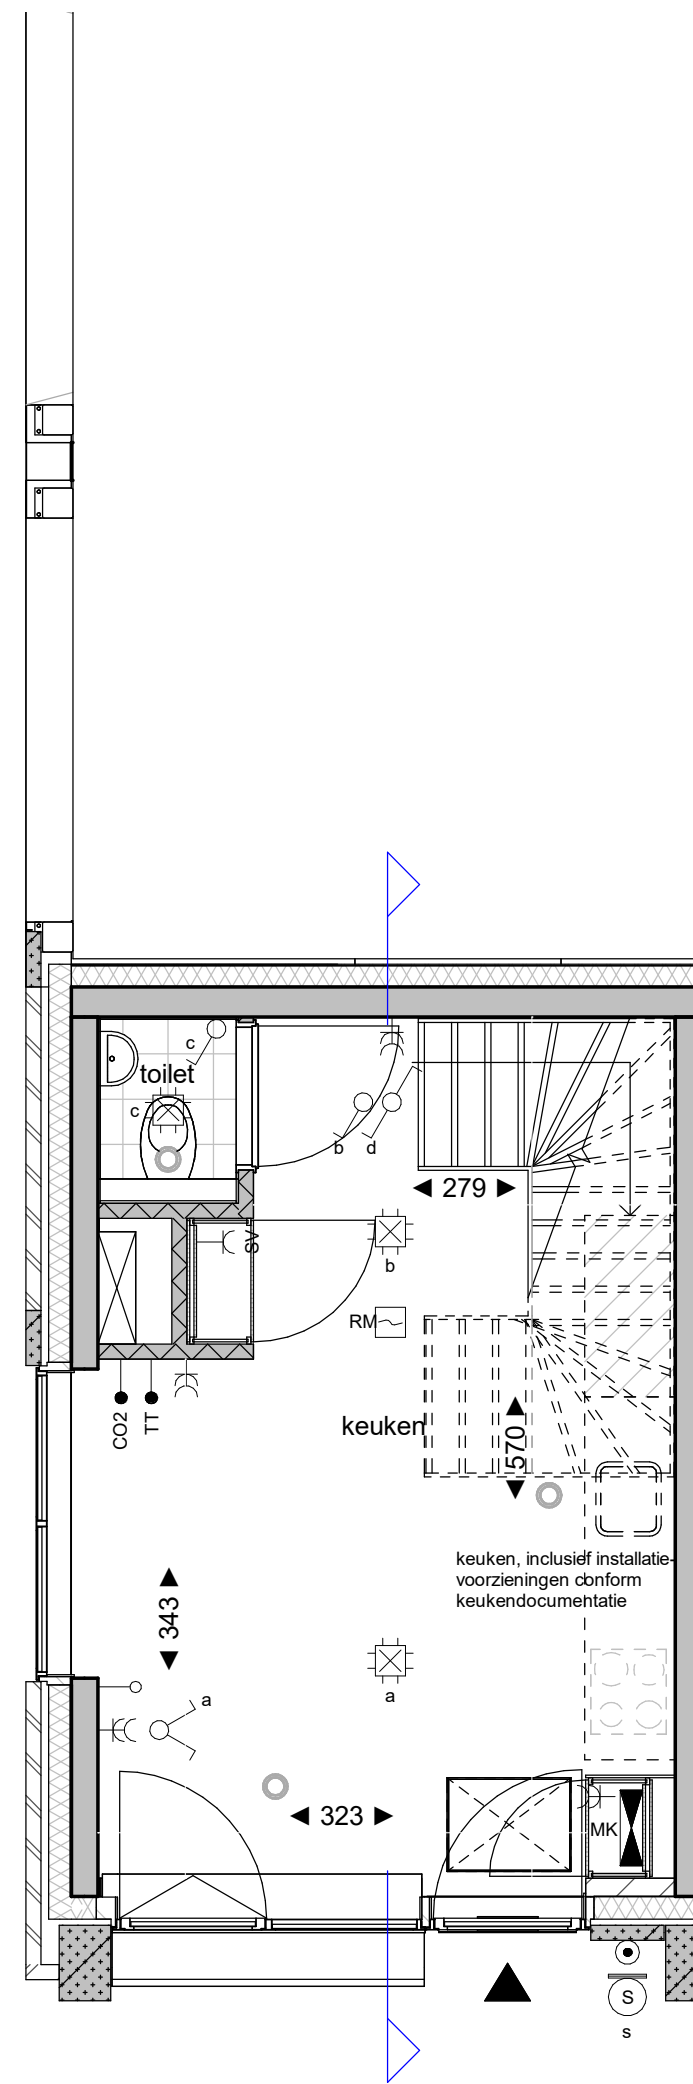 c
toilet
c
b d
279
SV
b
RM
CO2
TT
keuken
570
keuken, inclusief installatie-
voorzieningen conform
keukendocumentatie
343
a
a
323
MK
S
s